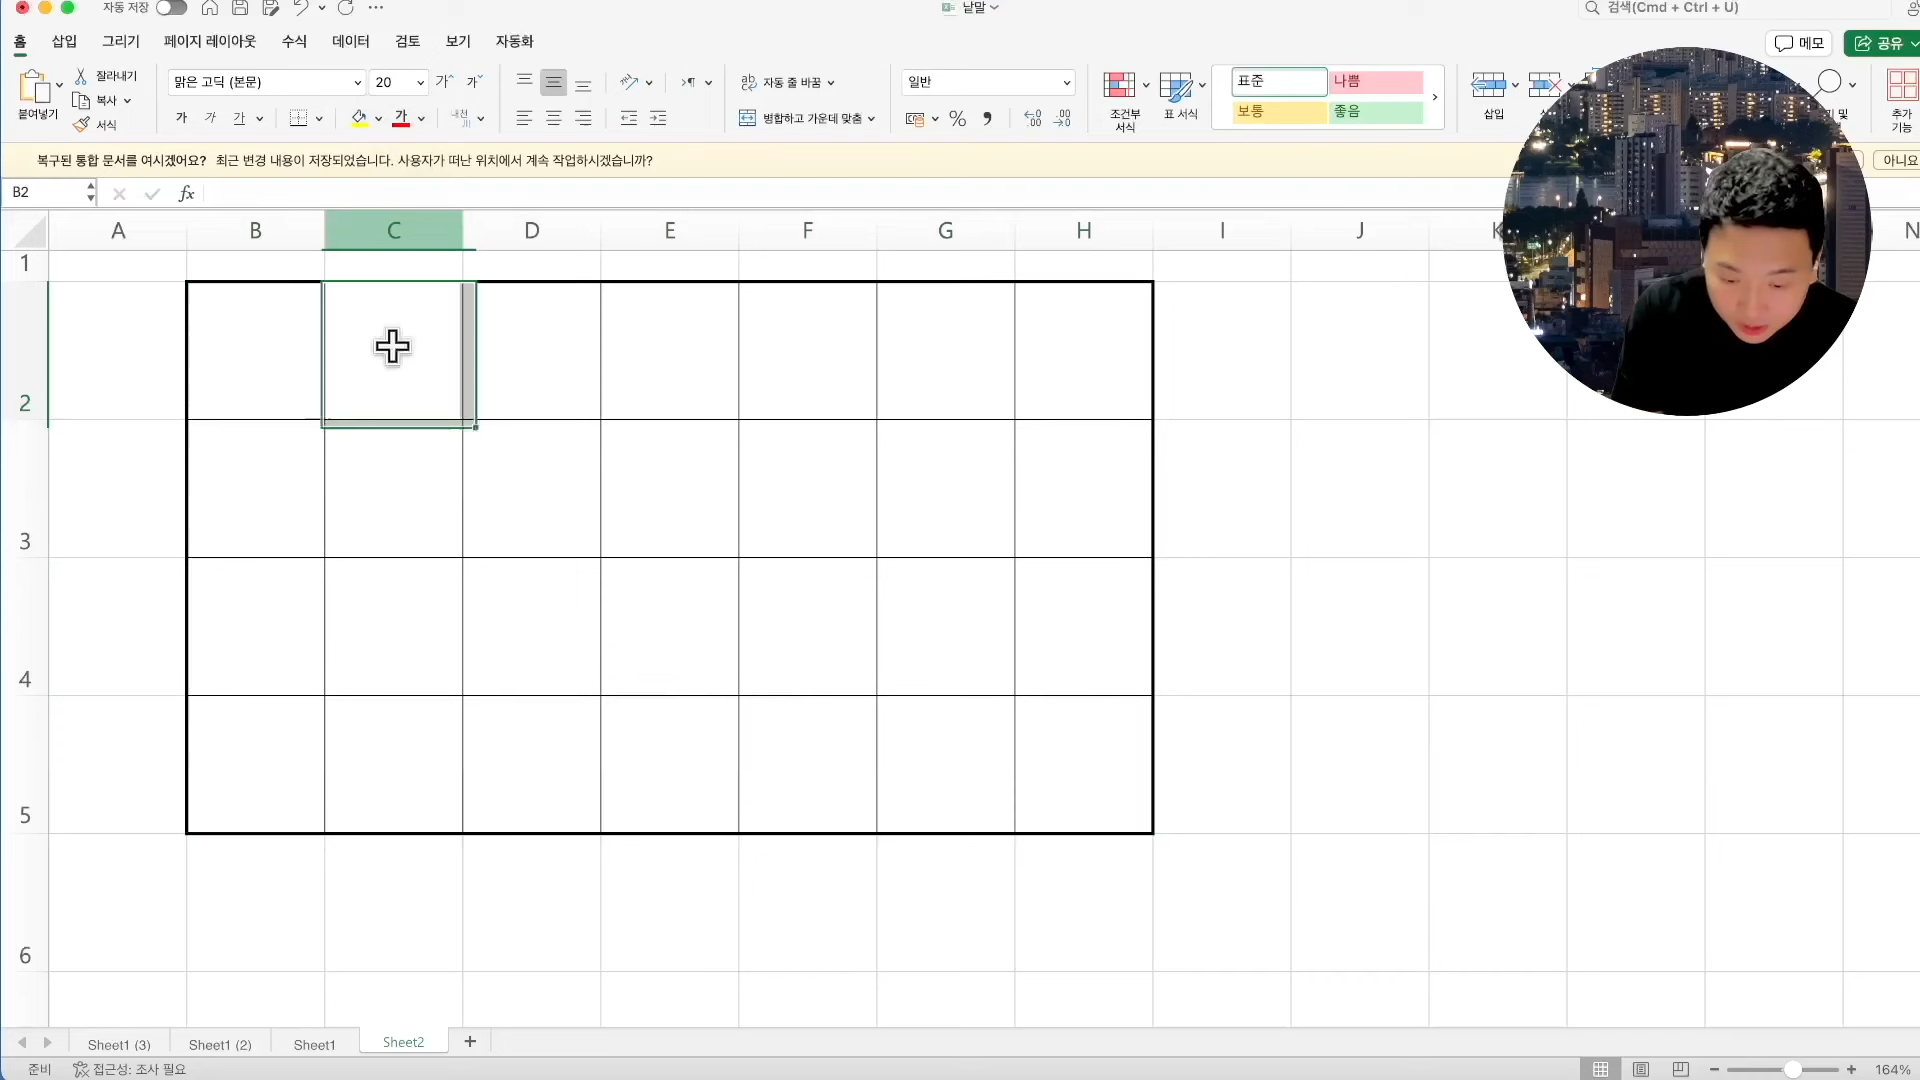 자동 저장
낱말
검색(Cmd + Ctrl + U)
홈 삽입 그리기 페이지 레이아웃 수식 데이터 검토 보기 자동화
메모
공유
붙여넣기
잘라내기
복사
서식
맑은 고딕 (본문)
20
가 가
가 가 가 가
내천
자동 줄 바꿈
병합하고 가운데 맞춤
일반
조건부
서식
표 서식
표준
나쁨
보통
좋음
삽입
추가
기능
복구된 통합 문서를 여시겠어요? 최근 변경 내용이 저장되었습니다. 사용자가 떠난 위치에서 계속 작업하시겠습니까?
아니요
B2
fx
A B C D E F G H I J K N
1
2
3
4
5
6
Sheet1 (3) Sheet1 (2) Sheet1 Sheet2
준비
접근성: 조사 필요
164%